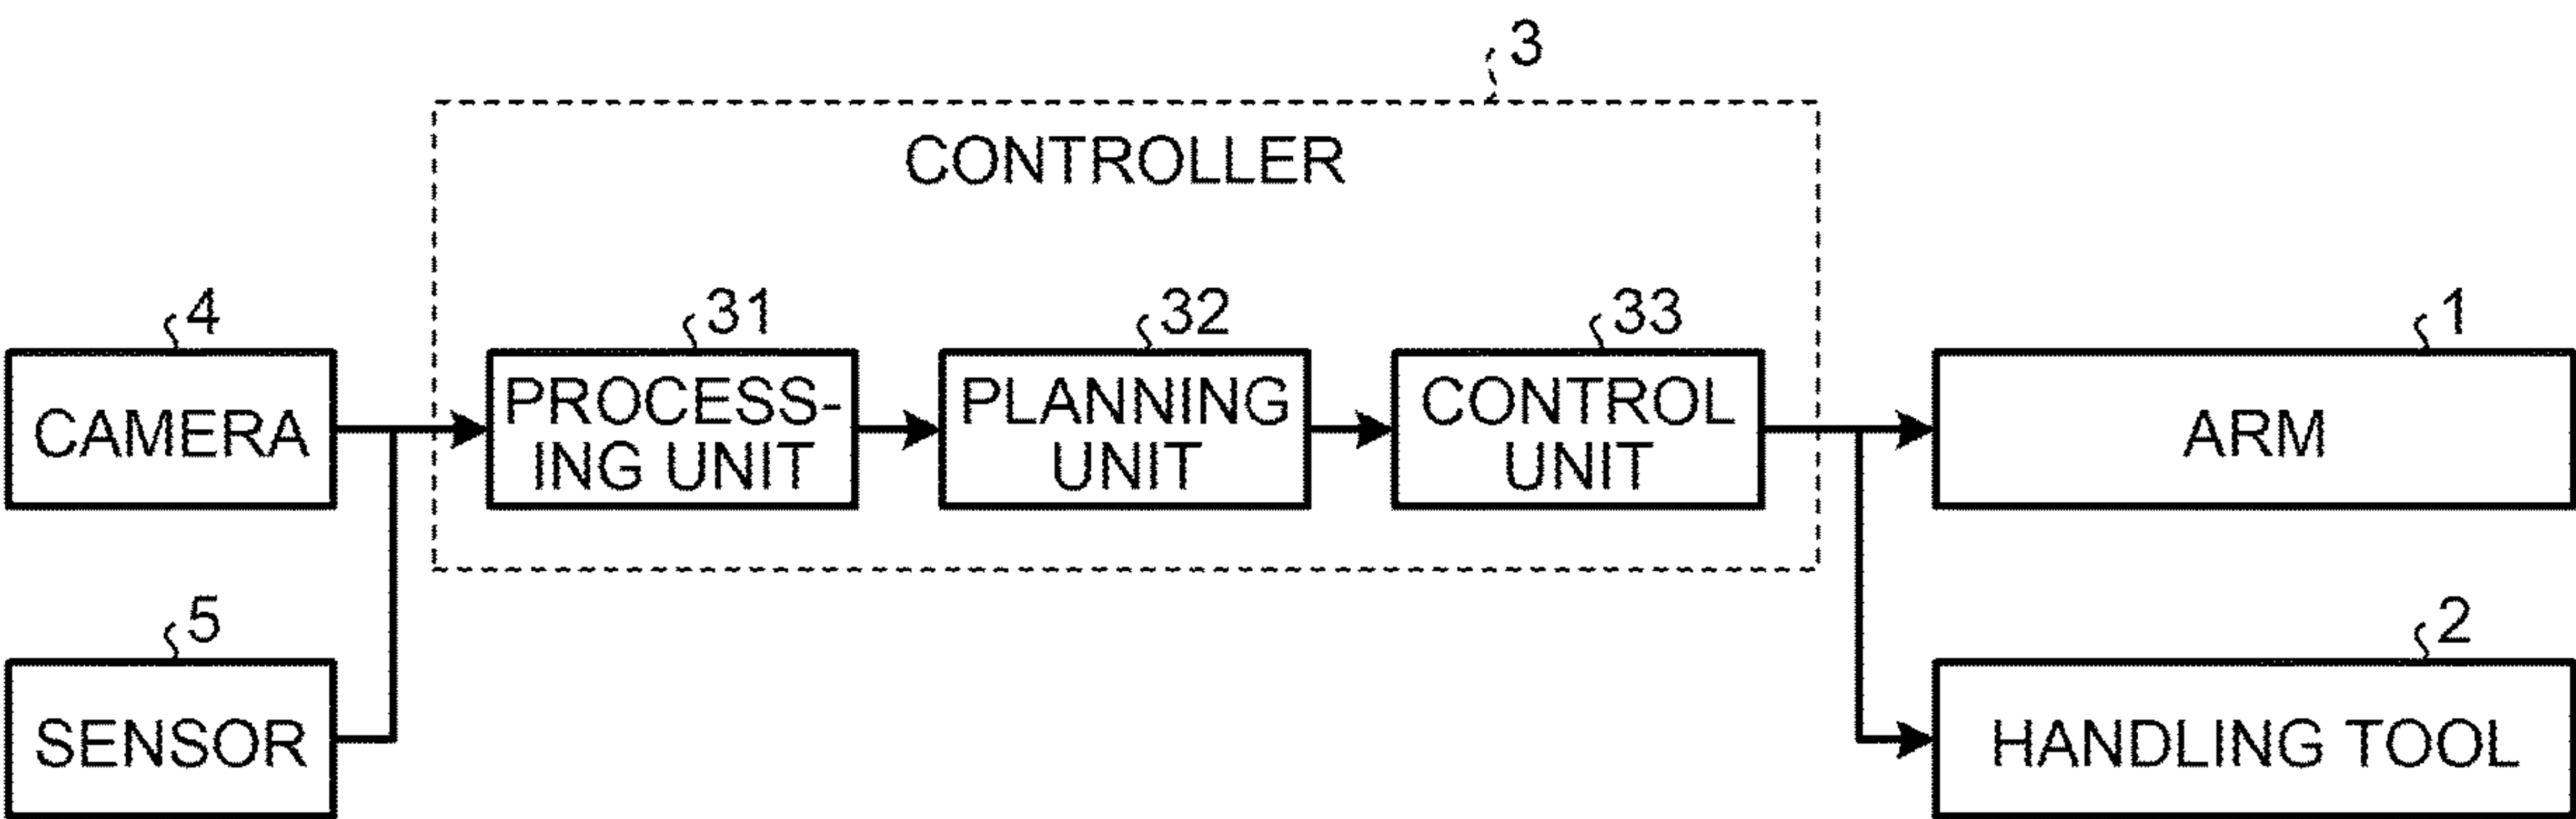 3
CONTROLLER
4
31
32
33
1
CAMERA
PROCESS-
ING UNIT
PLANNING
UNIT
CONTROL
UNIT
ARM
5
2
SENSOR
HANDLING TOOL